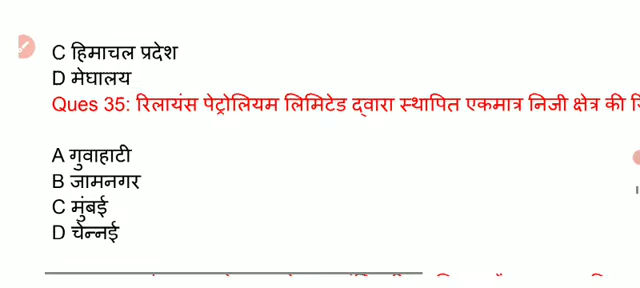 C हिमाचल प्रदेश
D मेघालय
Ques 35: रिलायंस पेट्रोलियम लिमिटेड द्वारा स्थापित एकमात्र निजी क्षेत्र की
A गुवाहाटी
B जामनगर
C मुंबई
D चेन्नई